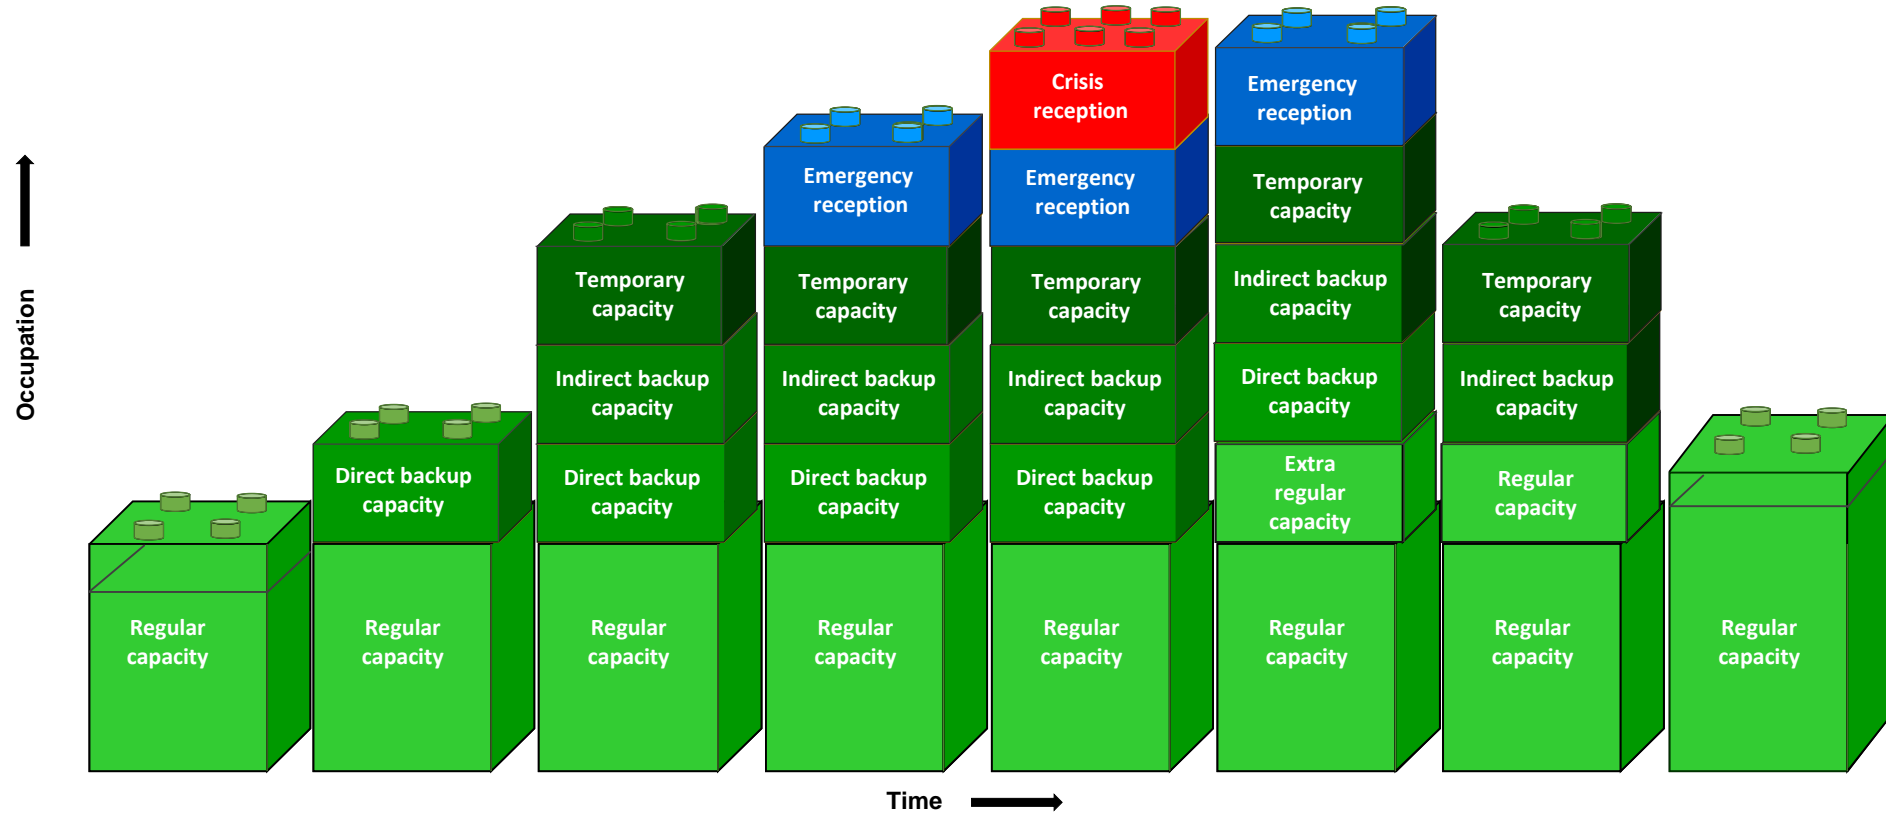 Occupation
Regular
capacity
Direct backup
capacity
Regular
capacity
Temporary
capacity
Indirect backup
capacity
Direct backup
capacity
Regular
capacity
Emergency
reception
Temporary
capacity
Indirect backup
capacity
Direct backup
capacity
Regular
capacity
Crisis
reception
Emergency
reception
Temporary
capacity
Indirect backup
capacity
Direct backup
capacity
Regular
capacity
Emergency
reception
Temporary
capacity
Indirect backup
capacity
Direct backup
capacity
Extra
regular
capacity
Regular
capacity
Temporary
capacity
Indirect backup
capacity
Regular
capacity
Regular
capacity
Regular
capacity
Time